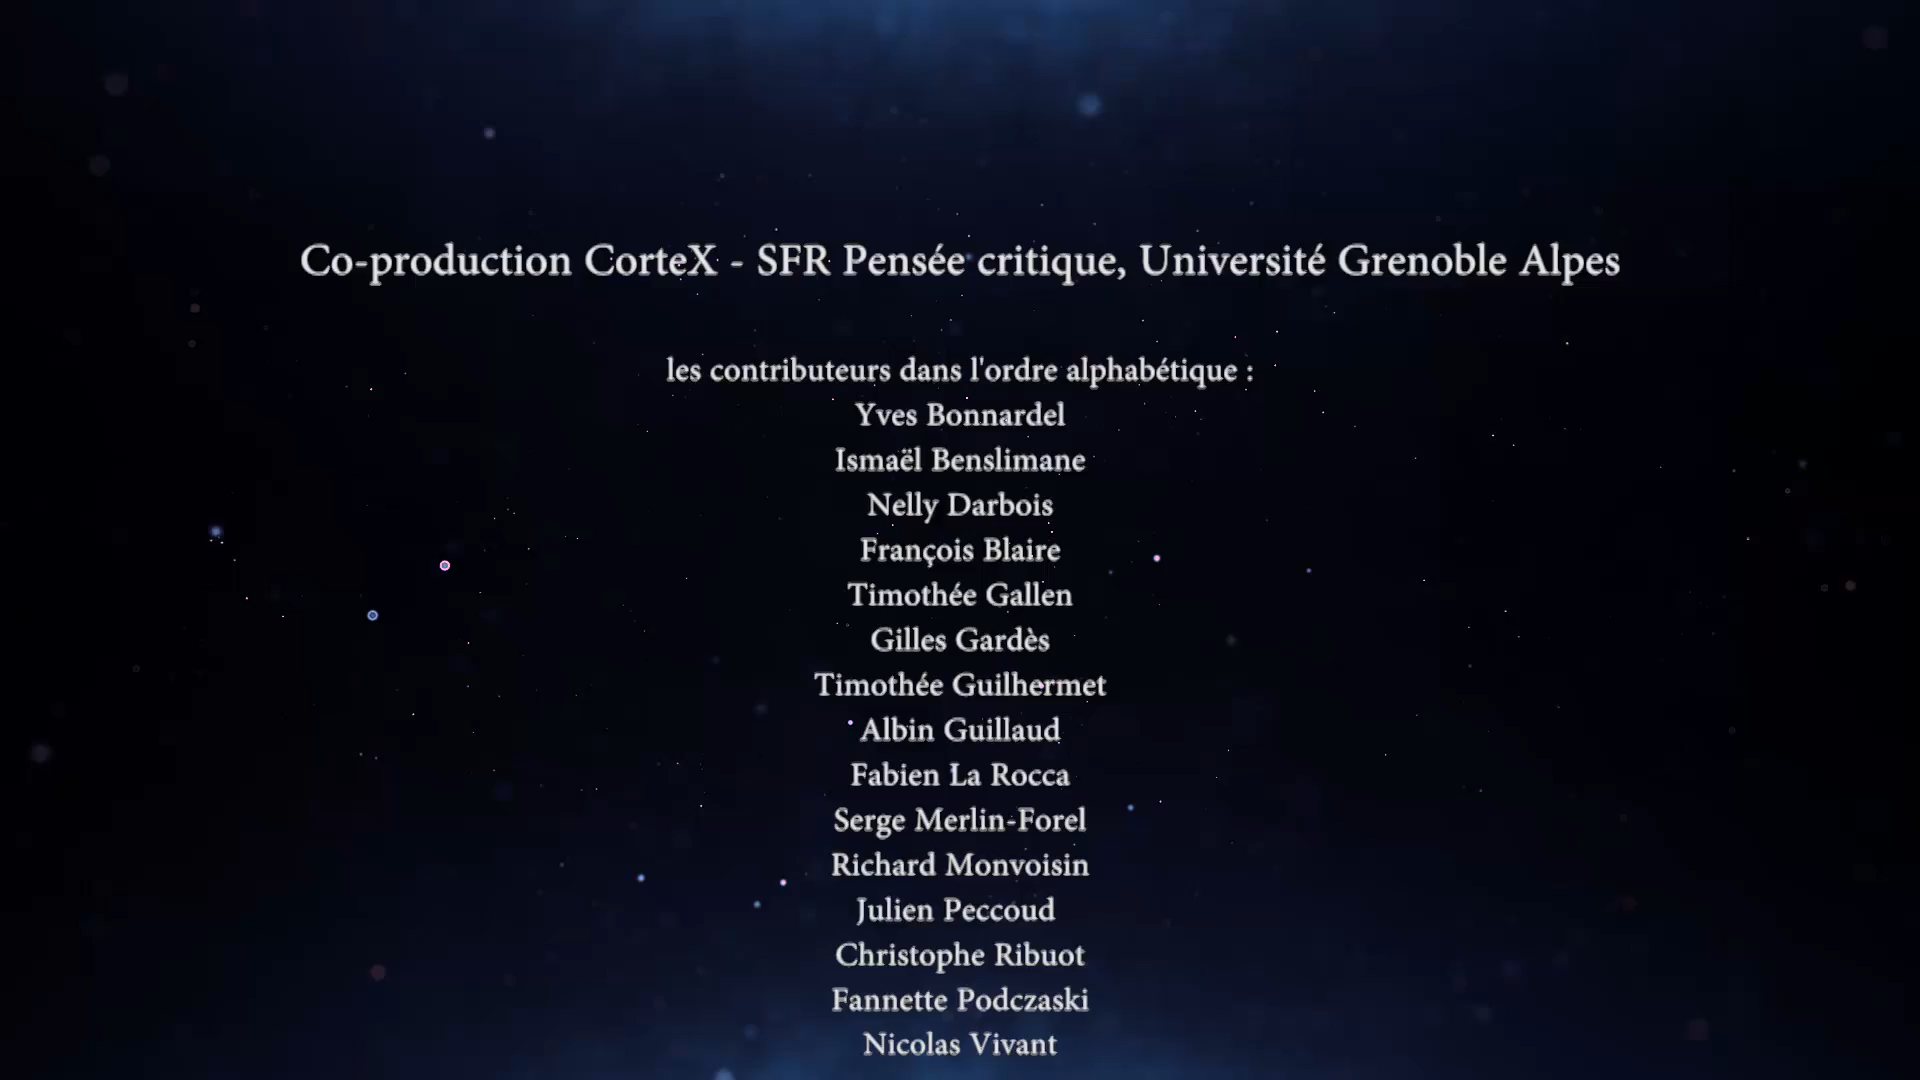 Co-production CorteX - SFR Pensée critique, Université Grenoble Alpes
les contributeurs dans l'ordre alphabétique :
Yves Bonnardel
Ismaël Benslimane
Nelly Darbois
François Blaire
Timothée Gallen
Gilles Gardès
Timothée Guilhermet
Albin Guillaud
Fabien La Rocca
Serge Merlin-Forel
Richard Monvoisin
Julien Peccoud
Christophe Ribuot
Fannette Podczaski
Nicolas Vivant